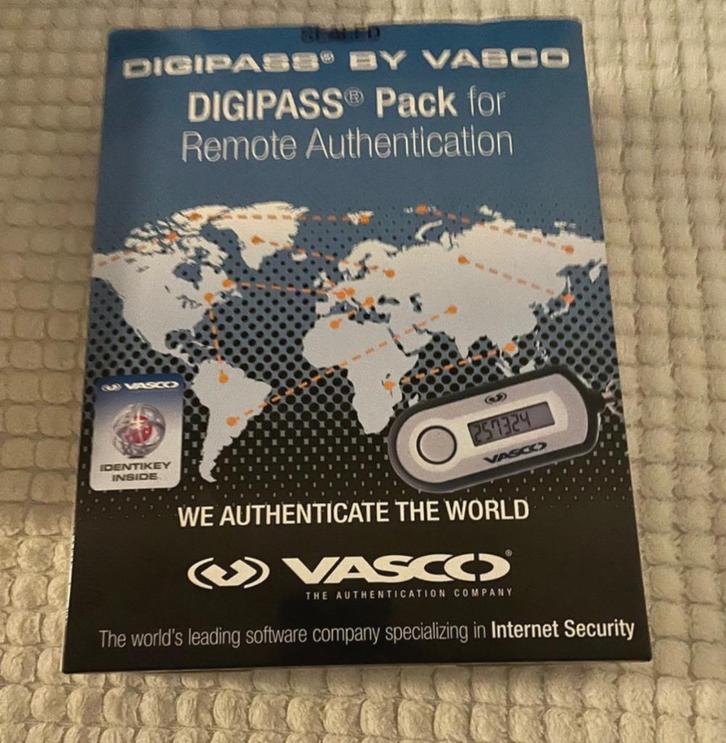 SEALED
DIGIPASS® BY VASCO
DIGIPASS® Pack for
Remote Authentication
VASCO
IDENTIKEY
INSIDE
257324
VASCO
WE AUTHENTICATE THE WORLD
VASCO®
THE AUTHENTICATION COMPANY
The world's leading software company specializing in Internet Security